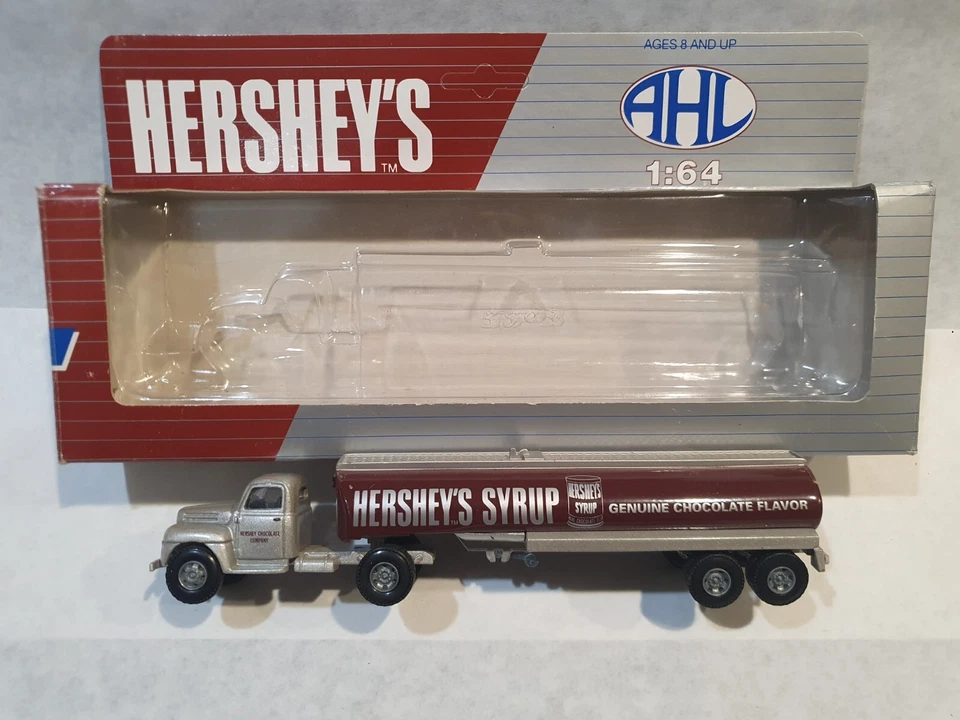 AGES 8 AND UP
HERSHEY'S
TM
AHL
1:64
HERSHEY'S SYRUP
TM
HERSHEY'S
SYRUP
GENUINE CHOCOLATE FLAVOR
HERSHEY CHOCOLATE
COMPANY